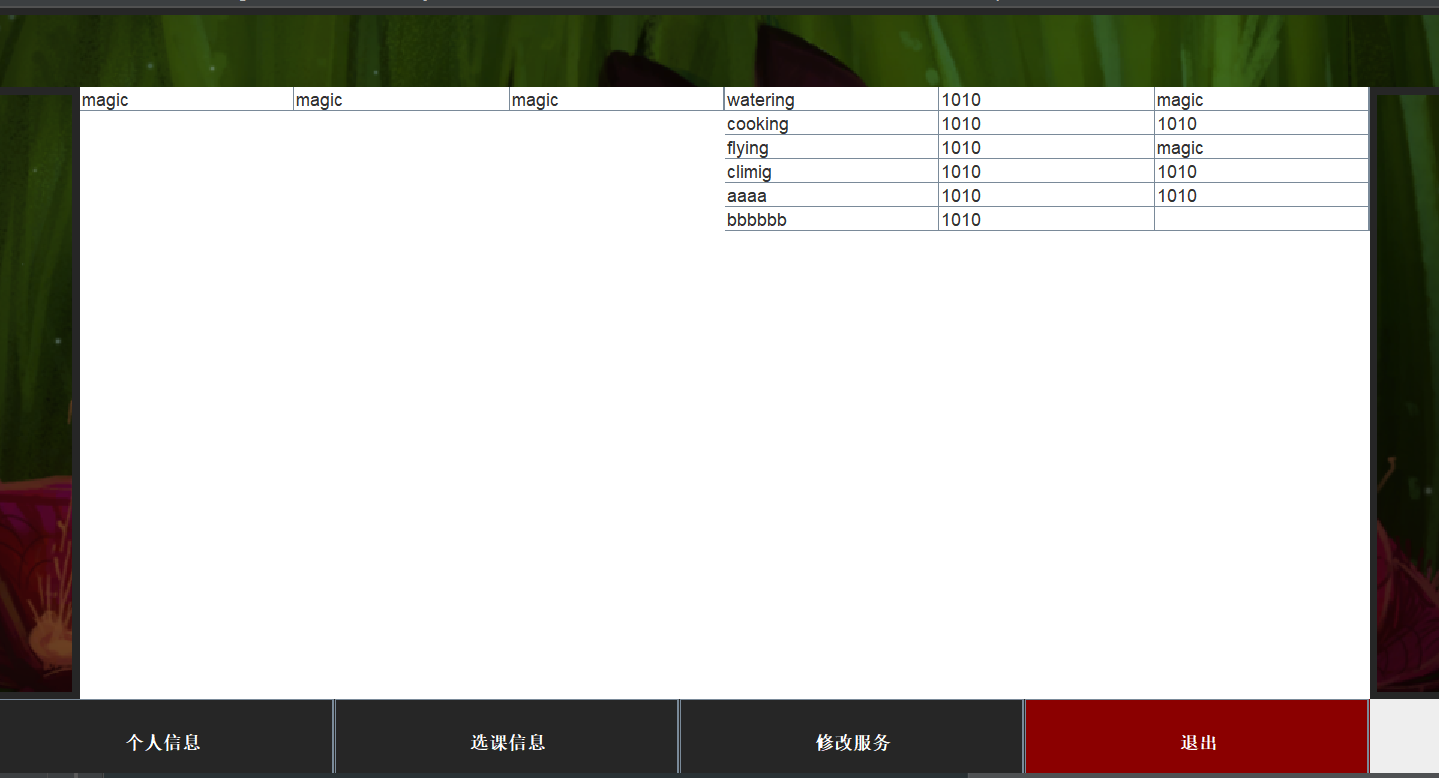 magic magic magic watering 1010 magic
cooking 1010 1010
flying 1010 magic
climig 1010 1010
aaaa 1010 1010
bbbbbb 1010
个人信息 选课信息 修改服务 退出